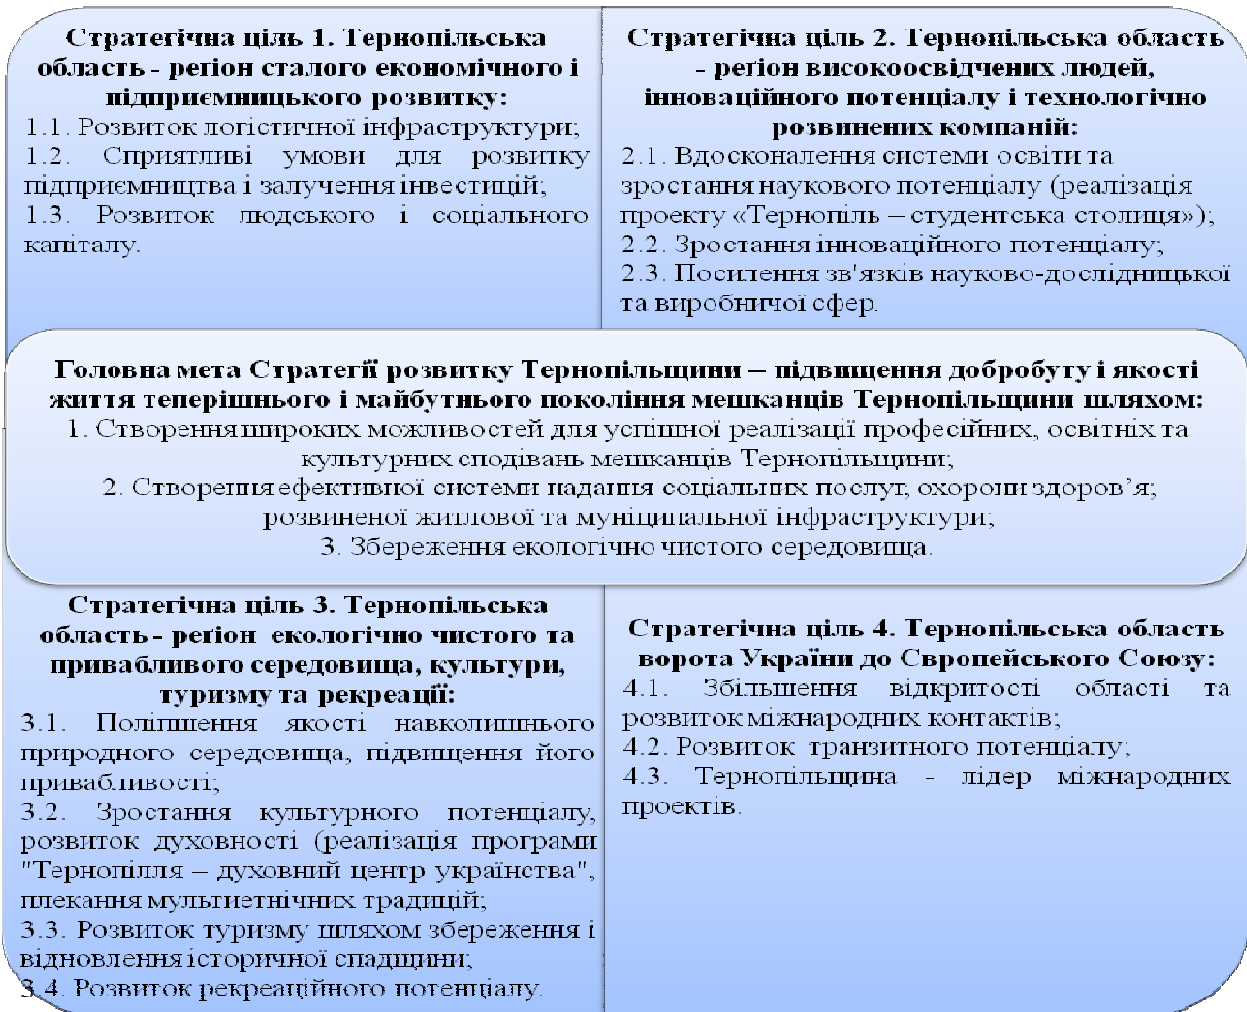 Стратегічна ціль 1. Тернопільська
область - регіон сталого економічного і
підприємницького розвитку:
1.1. Розвиток логістичної інфраструктури;
1.2. Сприятливі умови для розвитку
підприємництва і залучення інвестицій;
1.3. Розвиток людського і соціального
капіталу.
Стратегічна ціль 2. Тернопільська область
- регіон високоосвідчених людей,
інноваційного потенціалу і технологічно
розвинених компаній:
2.1. Вдосконалення системи освіти та
зростання наукового потенціалу (реалізація
проекту «Тернопіль – студентська столиця»);
2.2. Зростання інноваційного потенціалу;
2.3. Посилення зв'язків науково-дослідницької
та виробничої сфер.
Головна мета Стратегії розвитку Тернопільщини – підвищення добробуту і якості
життя теперішнього і майбутнього покоління мешканців Тернопільщини шляхом:
1. Створення широких можливостей для успішної реалізації професійних, освітніх та
культурних сподівань мешканців Тернопільщини;
2. Створення ефективної системи надання соціальних послуг, охорони здоров’я;
розвиненої житлової та муніципальної інфраструктури;
3. Збереження екологічно чистого середовища.
Стратегічна ціль 3. Тернопільська
область - регіон екологічно чистого та
привабливого середовища, культури,
туризму та рекреації:
3.1. Поліпшення якості навколишнього
природного середовища, підвищення його
привабливості;
3.2. Зростання культурного потенціалу,
розвиток духовності (реалізація програми
"Тернопілля – духовний центр українства",
плекання мультиетнічних традицій;
3.3. Розвиток туризму шляхом збереження і
відновлення історичної спадщини;
3.4. Розвиток рекреаційного потенціалу.
Стратегічна ціль 4. Тернопільська область
ворота України до Європейського Союзу:
4.1. Збільшення відкритості області та
розвиток міжнародних контактів;
4.2. Розвиток транзитного потенціалу;
4.3. Тернопільщина - лідер міжнародних
проектів.